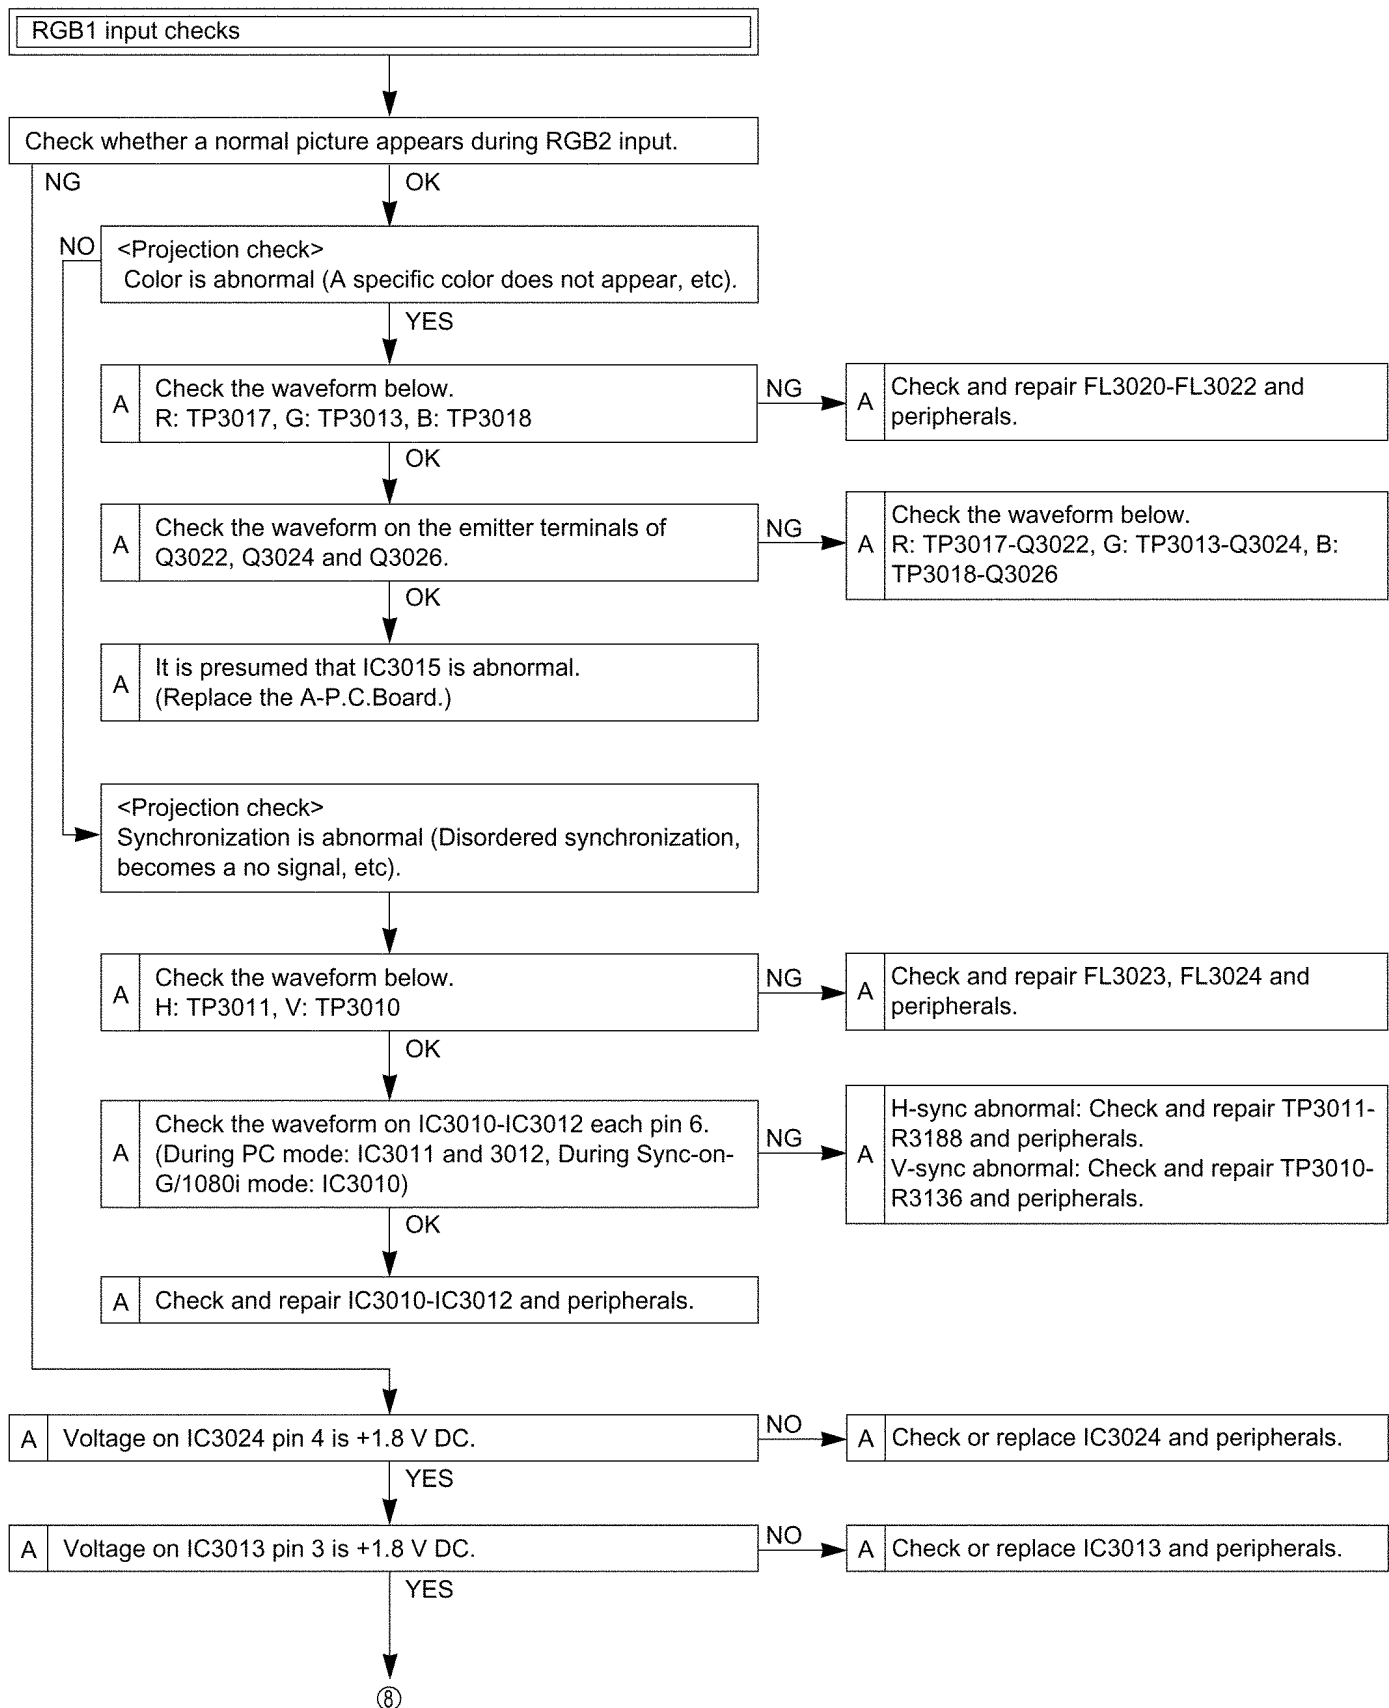 RGB1 input checks
Check whether a normal picture appears during RGB2 input.
NG
OK
NO
<Projection check>
Color is abnormal (A specific color does not appear, etc).
YES
A
Check the waveform below.
R: TP3017, G: TP3013, B: TP3018
NG
A
Check and repair FL3020-FL3022 and
peripherals.
OK
A
Check the waveform on the emitter terminals of
Q3022, Q3024 and Q3026.
NG
A
Check the waveform below.
R: TP3017-Q3022, G: TP3013-Q3024, B:
TP3018-Q3026
OK
A
It is presumed that IC3015 is abnormal.
(Replace the A-P.C.Board.)
<Projection check>
Synchronization is abnormal (Disordered synchronization,
becomes a no signal, etc).
A
Check the waveform below.
H: TP3011, V: TP3010
NG
A
Check and repair FL3023, FL3024 and
peripherals.
OK
A
Check the waveform on IC3010-IC3012 each pin 6.
(During PC mode: IC3011 and 3012, During Sync-on-
G/1080i mode: IC3010)
NG
A
H-sync abnormal: Check and repair TP3011-
R3188 and peripherals.
V-sync abnormal: Check and repair TP3010-
R3136 and peripherals.
OK
A
Check and repair IC3010-IC3012 and peripherals.
A
Voltage on IC3024 pin 4 is +1.8 V DC.
NO
A
Check or replace IC3024 and peripherals.
YES
A
Voltage on IC3013 pin 3 is +1.8 V DC.
NO
A
Check or replace IC3013 and peripherals.
YES
⑧